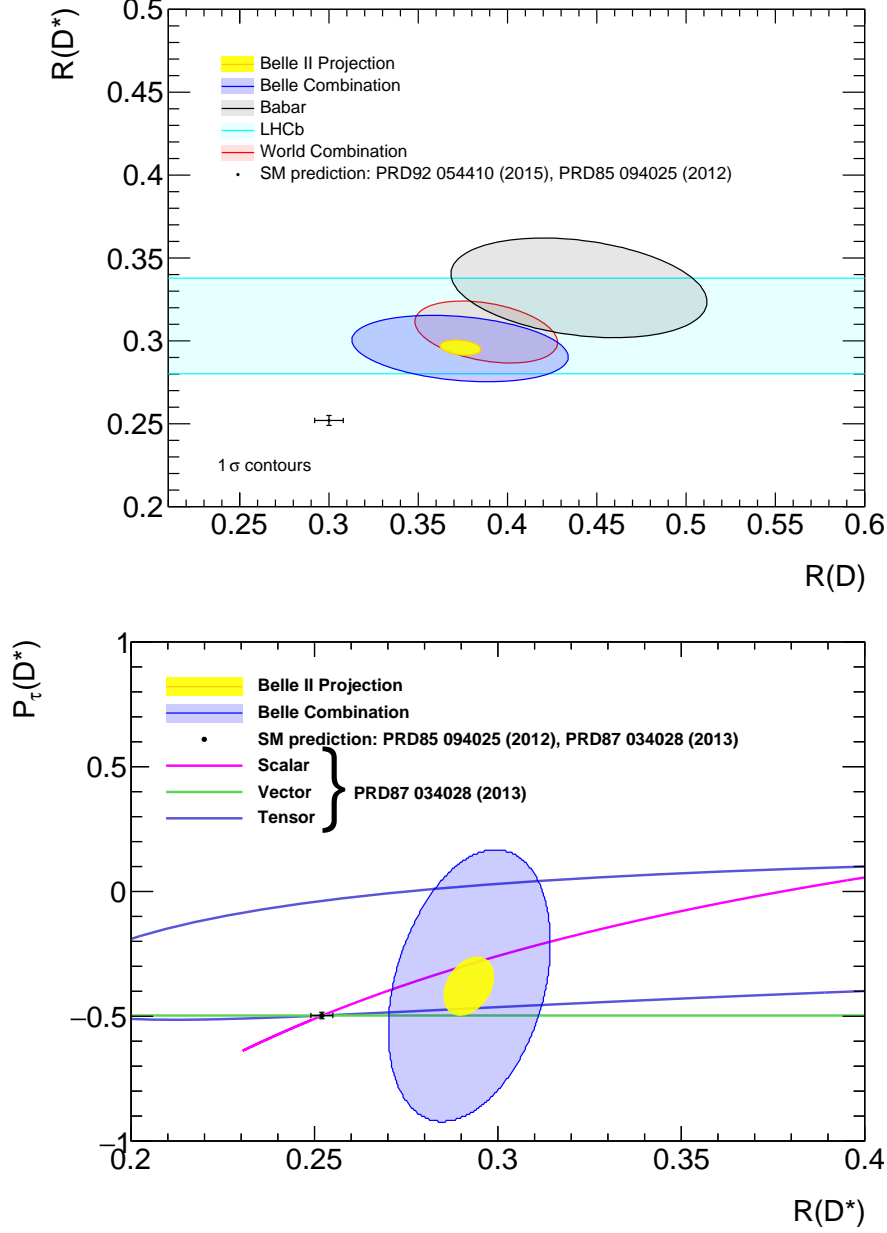 R(D*)
0.5
0.45
0.4
0.35
0.3
0.25
0.2
Belle II Projection
Belle Combination
Babar
LHCb
World Combination
SM prediction: PRD92 054410 (2015), PRD85 094025 (2012)
1 σ contours
0.25 0.3 0.35 0.4 0.45 0.5 0.55 0.6
R(D)
P_τ(D*)
1
0.5
0
−0.5
−1
Belle II Projection
Belle Combination
SM prediction: PRD85 094025 (2012), PRD87 034028 (2013)
Scalar
Vector
Tensor
PRD87 034028 (2013)
0.2 0.25 0.3 0.35 0.4
R(D*)